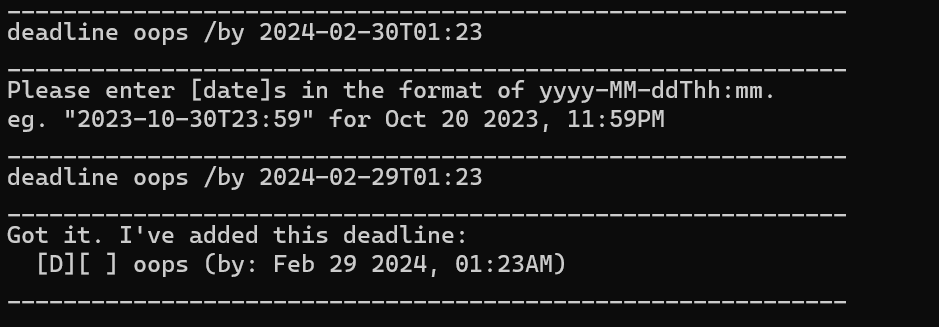 ____________________________________________________________
deadline oops /by 2024-02-30T01:23
____________________________________________________________
Please enter [date]s in the format of yyyy-MM-ddThh:mm.
eg. "2023-10-30T23:59" for Oct 20 2023, 11:59PM
____________________________________________________________
deadline oops /by 2024-02-29T01:23
____________________________________________________________
Got it. I've added this deadline:
  [D][ ] oops (by: Feb 29 2024, 01:23AM)
____________________________________________________________